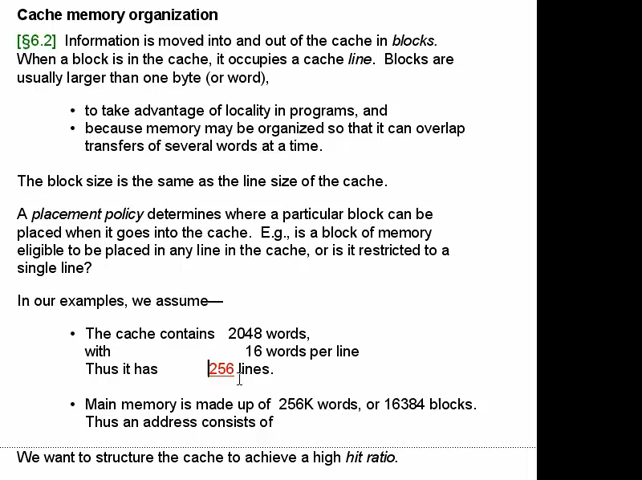 Cache memory organization
[§6.2] Information is moved into and out of the cache in blocks.
When a block is in the cache, it occupies a cache line. Blocks are
usually larger than one byte (or word),
• to take advantage of locality in programs, and
• because memory may be organized so that it can overlap
transfers of several words at a time.
The block size is the same as the line size of the cache.
A placement policy determines where a particular block can be
placed when it goes into the cache. E.g., is a block of memory
eligible to be placed in any line in the cache, or is it restricted to a
single line?
In our examples, we assume—
• The cache contains 2048 words,
with 16 words per line
Thus it has 256 lines.
• Main memory is made up of 256K words, or 16384 blocks.
Thus an address consists of
We want to structure the cache to achieve a high hit ratio.